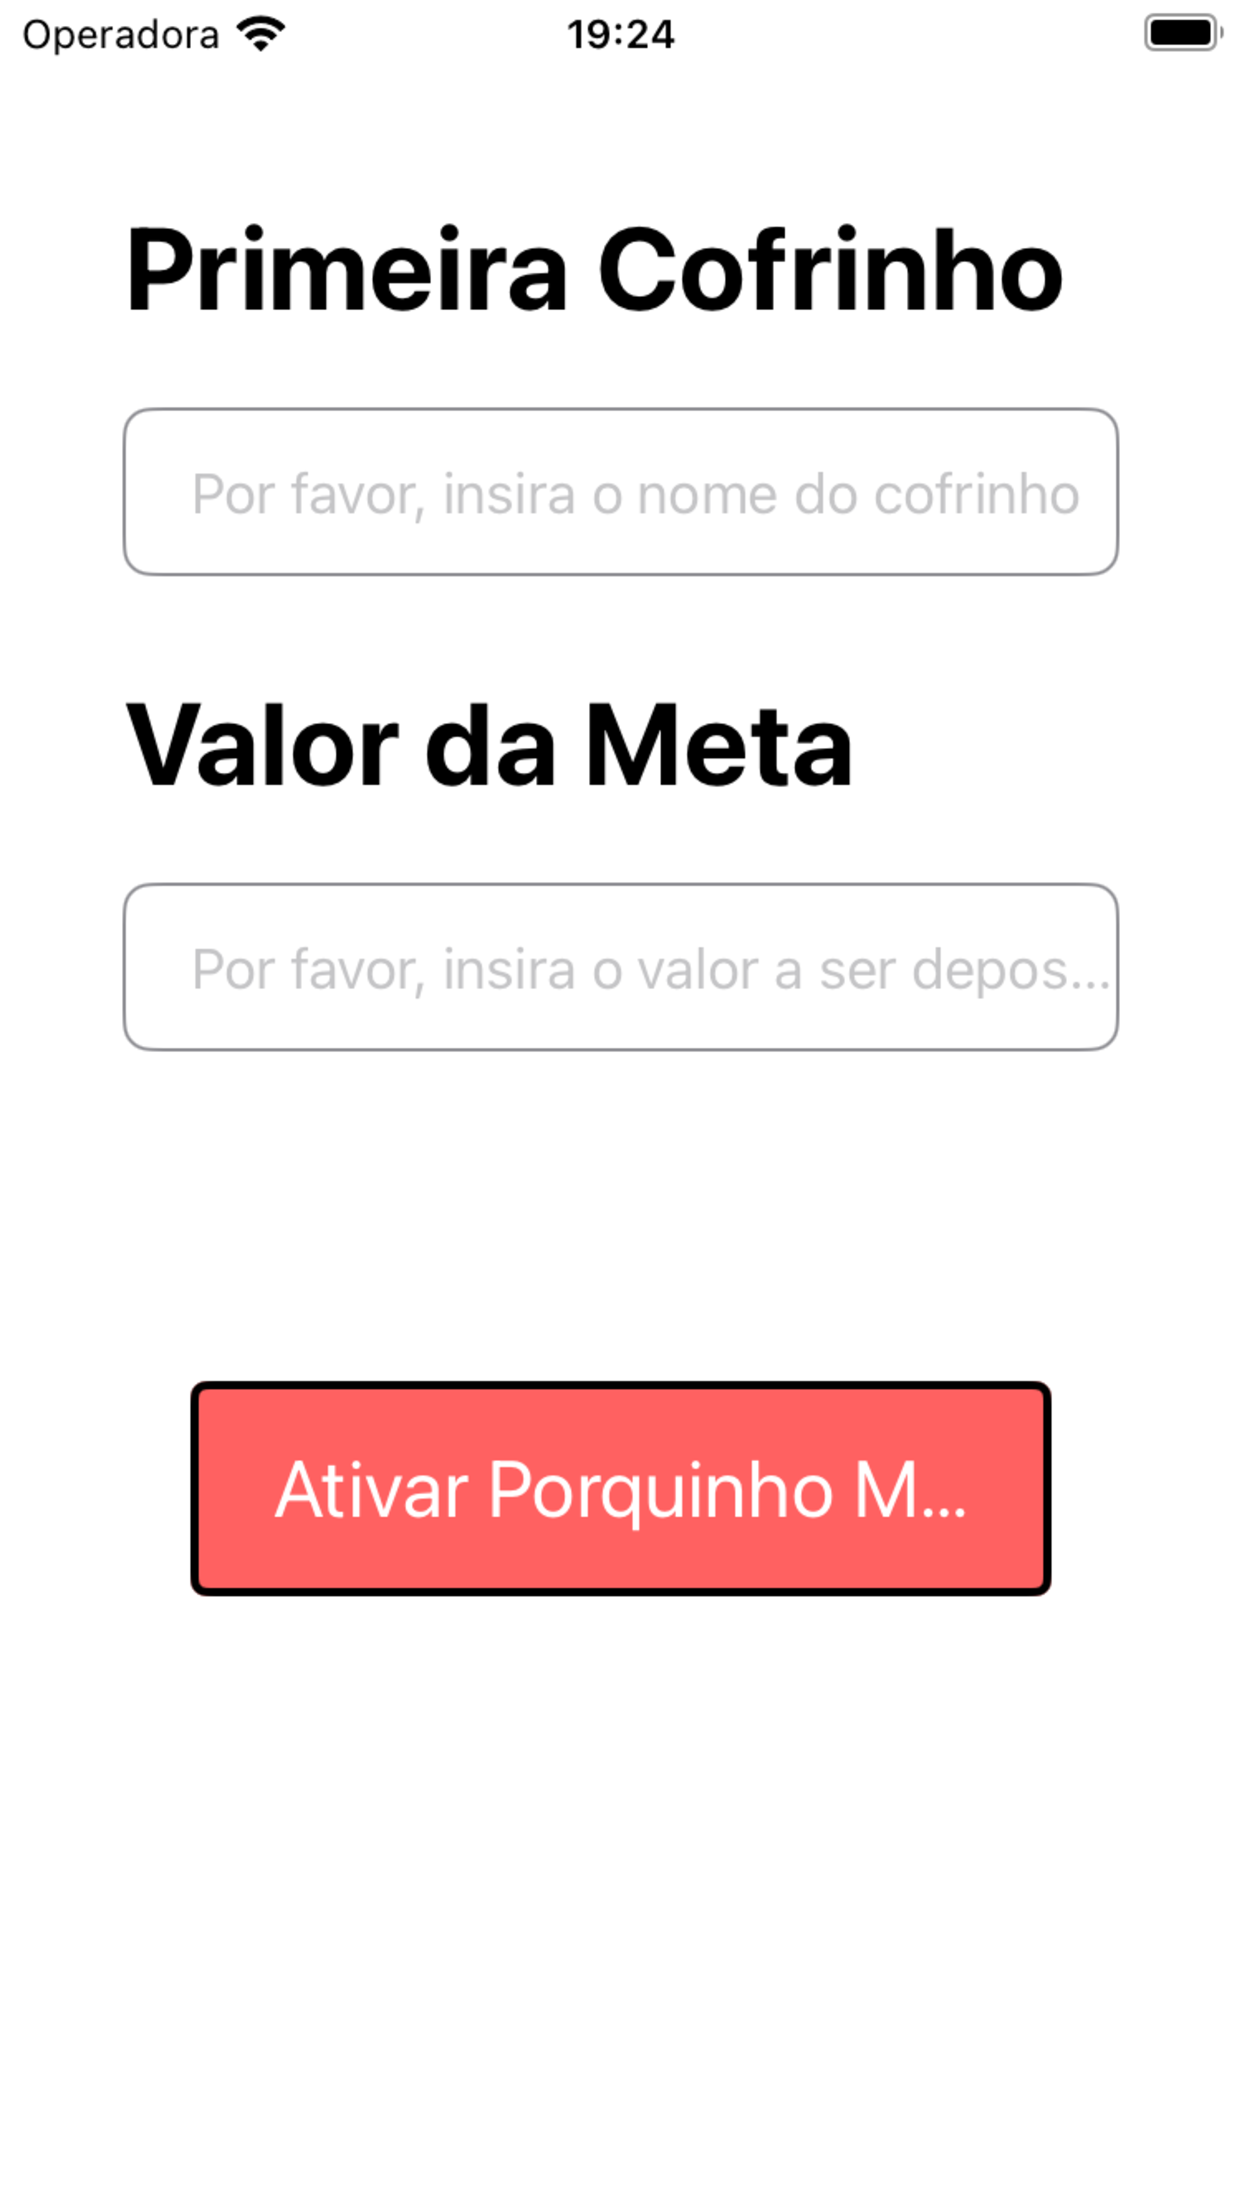 Operadora 19:24
Primeira Cofrinho
Por favor, insira o nome do cofrinho
Valor da Meta
Por favor, insira o valor a ser depos...
Ativar Porquinho M...